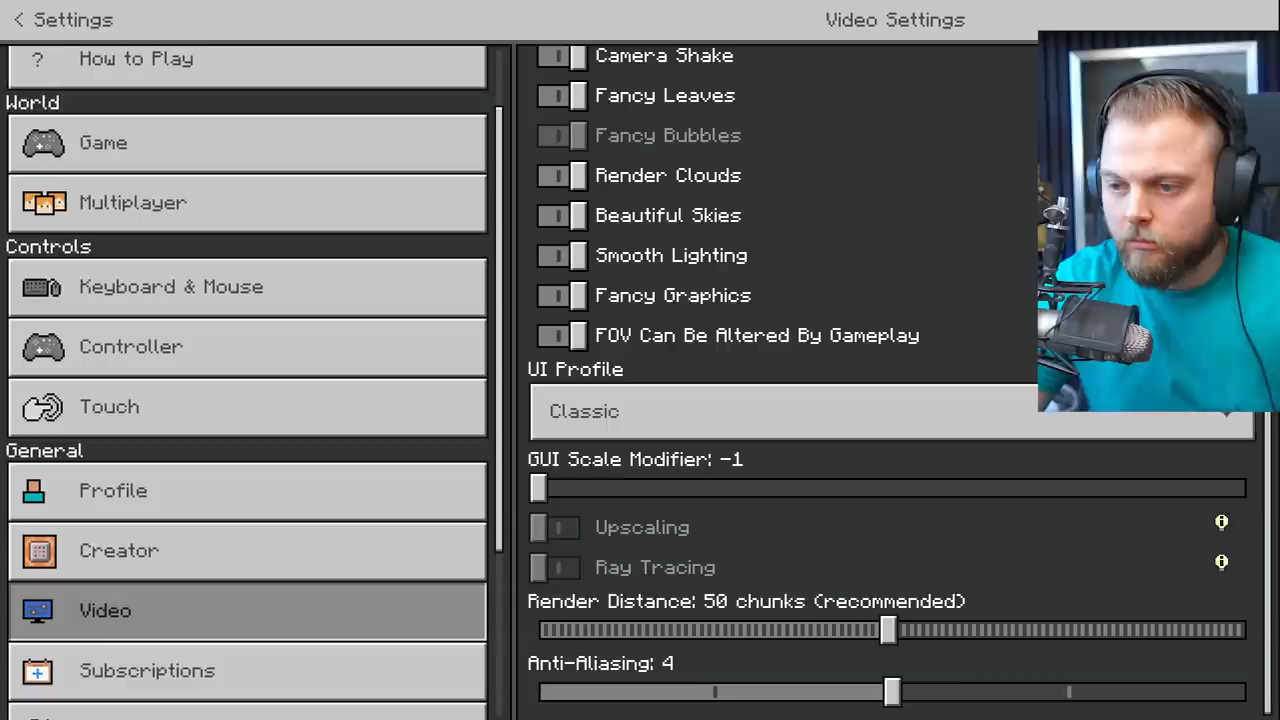 Settings
Video Settings
? How to Play
World
Game
Multiplayer
Controls
Keyboard & Mouse
Controller
Touch
General
Profile
Creator
Video
Subscriptions
Camera Shake
Fancy Leaves
Fancy Bubbles
Render Clouds
Beautiful Skies
Smooth Lighting
Fancy Graphics
FOV Can Be Altered By Gameplay
UI Profile
Classic
GUI Scale Modifier: -1
Upscaling
Ray Tracing
Render Distance: 50 chunks (recommended)
Anti-Aliasing: 4